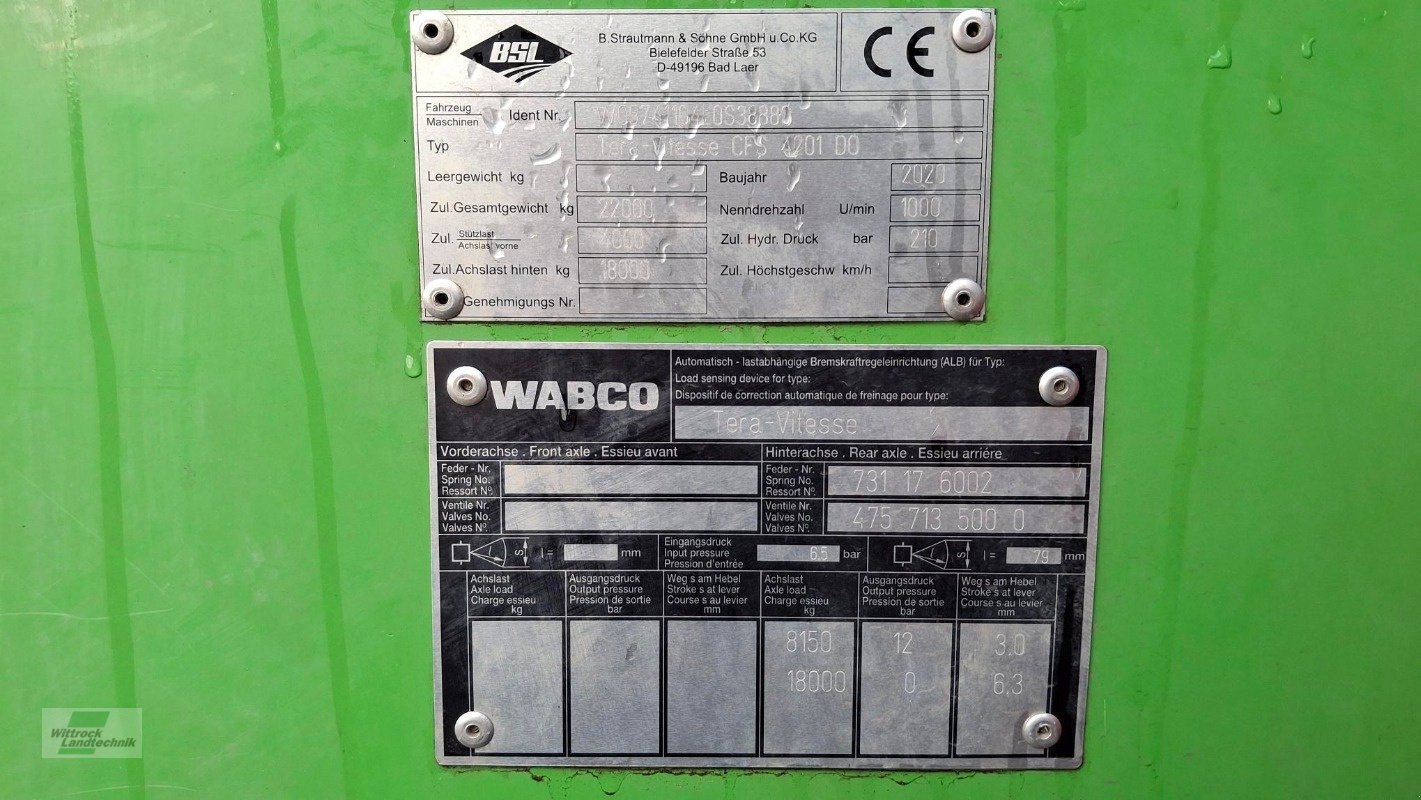 BSL
B.Strautmann & Söhne GmbH u.Co.KG
Bielefelder Straße 53
D-49196 Bad Laer
CE
Fahrzeug
Maschinen
Ident Nr.
Typ
Tera-Vitesse CFS 4201 DO
Leergewicht kg
Baujahr 2020
Zul.Gesamtgewicht kg 22000
Nenndrehzahl U/min 1000
Zul. Stützlast
Achslast vorne
4000
Zul. Hydr. Druck bar 210
Zul.Achslast hinten kg 18000
Zul. Höchstgeschw km/h
Genehmigungs Nr.
WABCO
Automatisch - lastabhängige Bremskraftregeleinrichtung (ALB) für Typ:
Load sensing device for type:
Dispositif de correction automatique de freinage pour type:
Tera-Vitesse
Vorderachse . Front axle . Essieu avant
Hinterachse . Rear axle . Essieu arriére
Feder - Nr.
Spring No.
Ressort Nº.
Feder - Nr.
Spring No.
Ressort Nº.
731 17 6002
Ventile Nr.
Valves No.
Valves Nº.
Ventile Nr.
Valves No.
Valves Nº.
475 713 500 0
l = mm
Eingangsdruck
Input pressure
Pression d'entrée
6.5 bar
l = 79 mm
Achslast
Axle load
Charge essieu
kg
Ausgangsdruck
Output pressure
Pression de sortie
bar
Weg s am Hebel
Stroke s at lever
Course s au levier
mm
Achslast
Axle load
Charge essieu
kg
Ausgangsdruck
Output pressure
Pression de sortie
bar
Weg s am Hebel
Stroke s at lever
Course s au levier
mm
8150 12 3,0
18000 0 6,3
Wittrock
Landtechnik